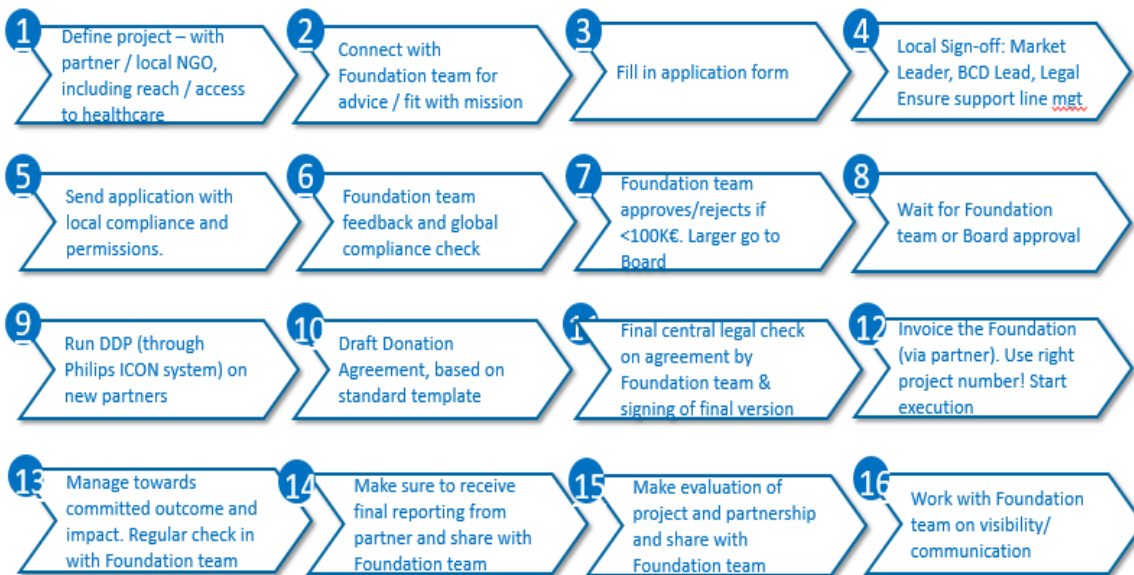 1
Define project – with
partner / local NGO,
including reach / access
to healthcare
2
Connect with
Foundation team for
advice / fit with mission
3
Fill in application form
4
Local Sign-off: Market
Leader, BCD Lead, Legal
Ensure support line mgt
5
Send application with
local compliance and
permissions.
6
Foundation team
feedback and global
compliance check
7
Foundation team
approves/rejects if
<100K€. Larger go to
Board
8
Wait for Foundation
team or Board approval
9
Run DDP (through
Philips ICON system) on
new partners
10
Draft Donation
Agreement, based on
standard template
11
Final central legal check
on agreement by
Foundation team &
signing of final version
12
Invoice the Foundation
(via partner). Use right
project number! Start
execution
13
Manage towards
committed outcome and
impact. Regular check in
with Foundation team
14
Make sure to receive
final reporting from
partner and share with
Foundation team
15
Make evaluation of
project and partnership
and share with
Foundation team
16
Work with Foundation
team on visibility/
communication